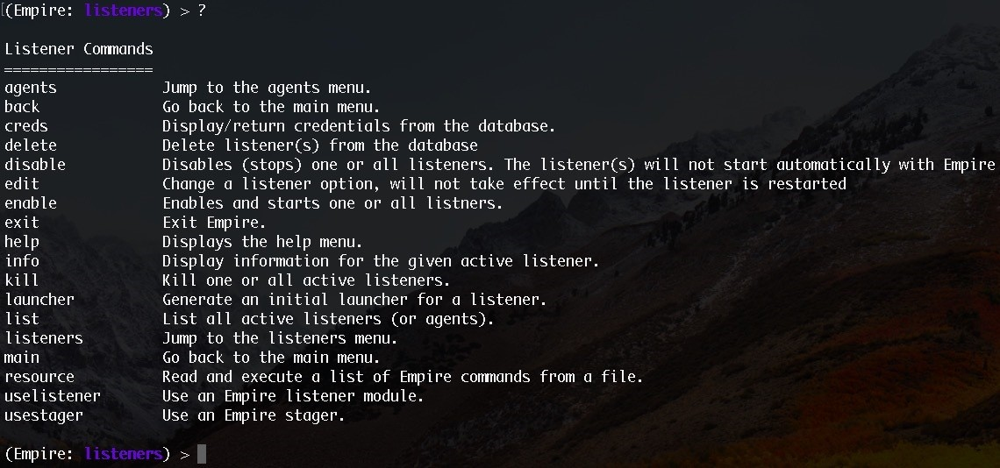 (Empire: listeners) > ?
Listener Commands
=================
agents Jump to the agents menu.
back Go back to the main menu.
creds Display/return credentials from the database.
delete Delete listener(s) from the database
disable Disables (stops) one or all listeners. The listener(s) will not start automatically with Empire
edit Change a listener option, will not take effect until the listener is restarted
enable Enables and starts one or all listners.
exit Exit Empire.
help Displays the help menu.
info Display information for the given active listener.
kill Kill one or all active listeners.
launcher Generate an initial launcher for a listener.
list List all active listeners (or agents).
listeners Jump to the listeners menu.
main Go back to the main menu.
resource Read and execute a list of Empire commands from a file.
uselistener Use an Empire listener module.
usestager Use an Empire stager.
(Empire: listeners) >